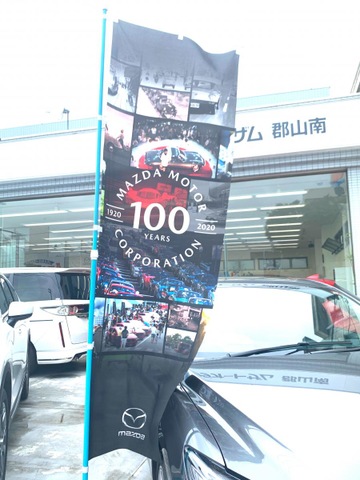 ザム 郡山南
MAZDA MOTOR
1920 100 2020
YEARS
CORPORATION
mazda